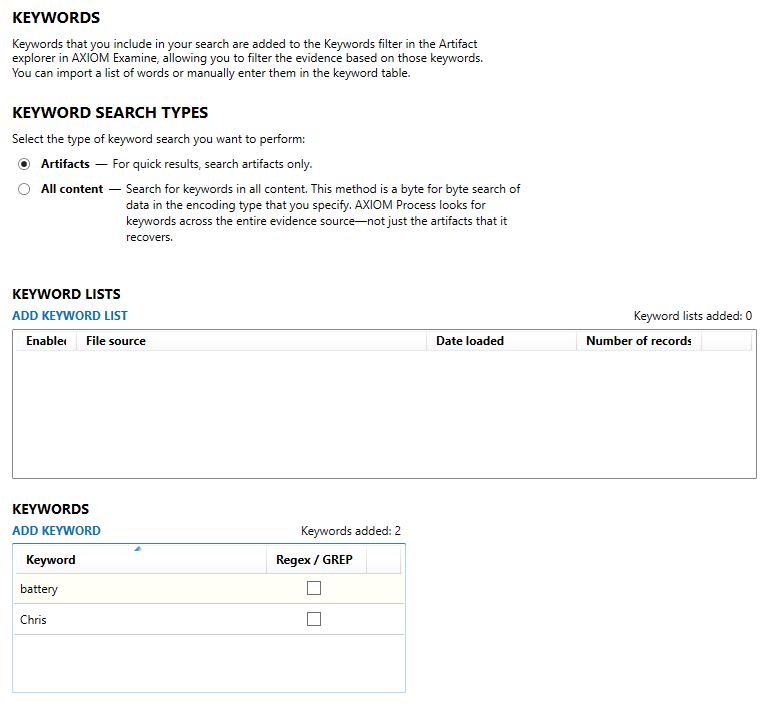 KEYWORDS
Keywords that you include in your search are added to the Keywords filter in the Artifact
explorer in AXIOM Examine, allowing you to filter the evidence based on those keywords.
You can import a list of words or manually enter them in the keyword table.
KEYWORD SEARCH TYPES
Select the type of keyword search you want to perform:
Artifacts — For quick results, search artifacts only.
All content — Search for keywords in all content. This method is a byte for byte search of
data in the encoding type that you specify. AXIOM Process looks for
keywords across the entire evidence source—not just the artifacts that it
recovers.
KEYWORD LISTS
ADD KEYWORD LIST Keyword lists added: 0
Enabled File source Date loaded Number of records
KEYWORDS
ADD KEYWORD Keywords added: 2
Keyword Regex / GREP
battery
Chris